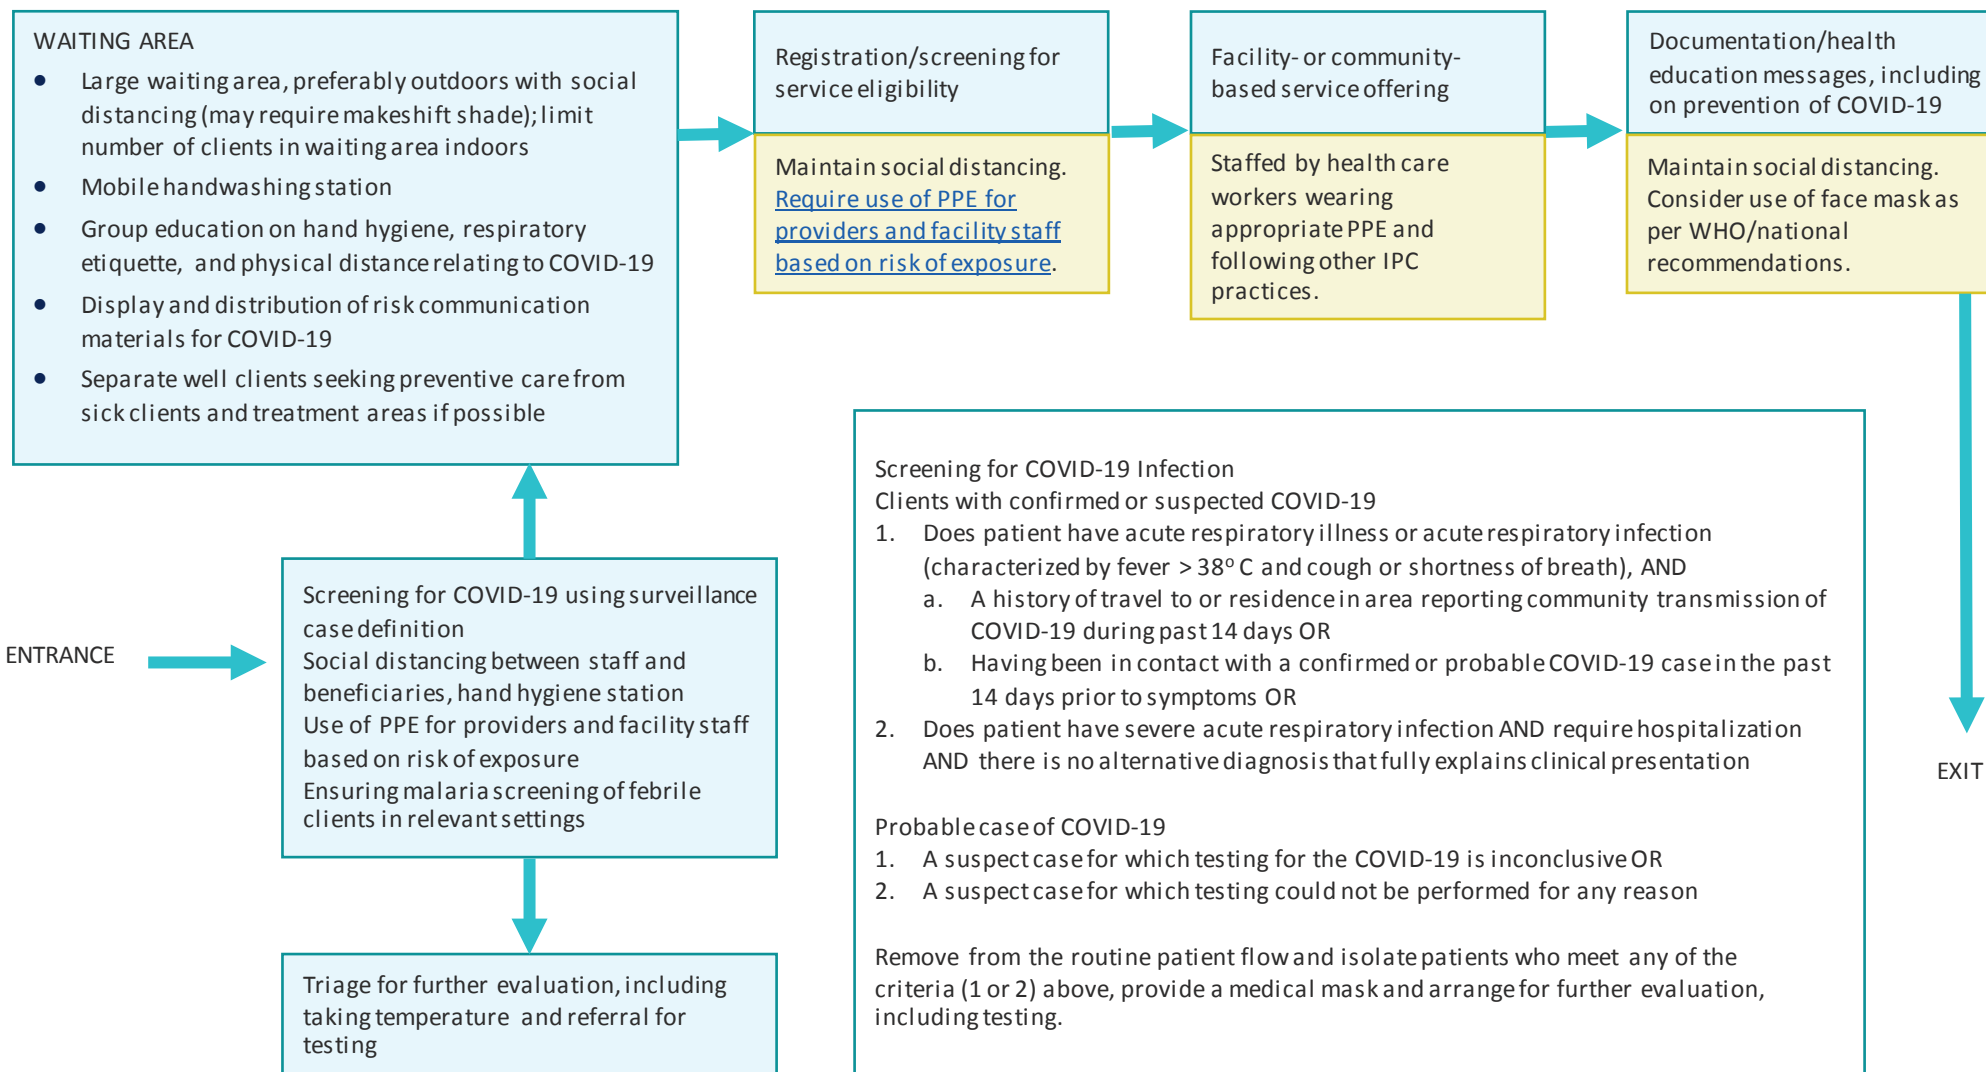 WAITING AREA
• Large waiting area, preferably outdoors with social
distancing (may require makeshift shade); limit
number of clients in waiting area indoors
• Mobile handwashing station
• Group education on hand hygiene, respiratory
etiquette, and physical distance relating to COVID-19
• Display and distribution of risk communication
materials for COVID-19
• Separate well clients seeking preventive care from
sick clients and treatment areas if possible
Registration/screening for
service eligibility
Maintain social distancing.
Require use of PPE for
providers and facility staff
based on risk of exposure.
Facility- or community-
based service offering
Staffed by health care
workers wearing
appropriate PPE and
following other IPC
practices.
Documentation/health
education messages, including
on prevention of COVID-19
Maintain social distancing.
Consider use of face mask as
per WHO/national
recommendations.
ENTRANCE
Screening for COVID-19 using surveillance
case definition
Social distancing between staff and
beneficiaries, hand hygiene station
Use of PPE for providers and facility staff
based on risk of exposure
Ensuring malaria screening of febrile
clients in relevant settings
Triage for further evaluation, including
taking temperature and referral for
testing
Screening for COVID-19 Infection
Clients with confirmed or suspected COVID-19
1. Does patient have acute respiratory illness or acute respiratory infection
(characterized by fever > 38° C and cough or shortness of breath), AND
a. A history of travel to or residence in area reporting community transmission of
COVID-19 during past 14 days OR
b. Having been in contact with a confirmed or probable COVID-19 case in the past
14 days prior to symptoms OR
2. Does patient have severe acute respiratory infection AND require hospitalization
AND there is no alternative diagnosis that fully explains clinical presentation
Probable case of COVID-19
1. A suspect case for which testing for the COVID-19 is inconclusive OR
2. A suspect case for which testing could not be performed for any reason
Remove from the routine patient flow and isolate patients who meet any of the
criteria (1 or 2) above, provide a medical mask and arrange for further evaluation,
including testing.
EXIT